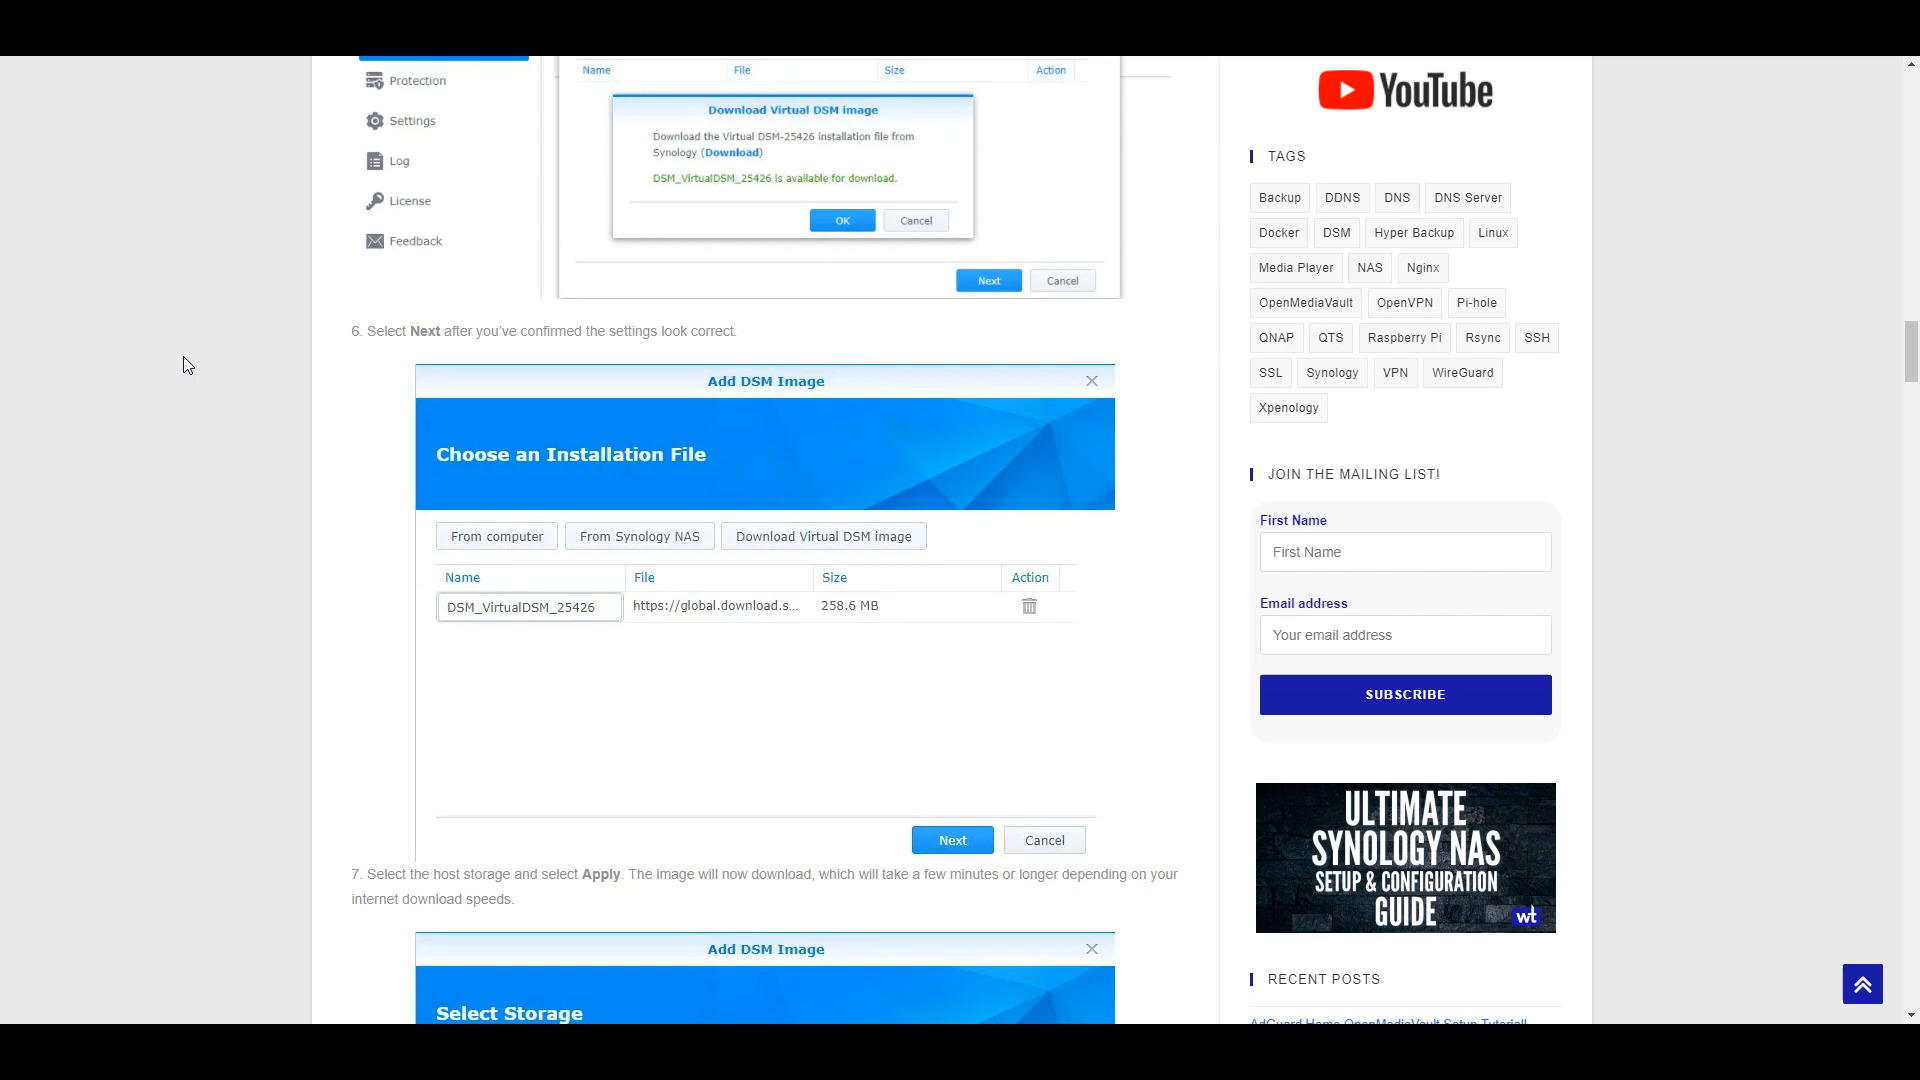 Name File Size Action
Protection
Download Virtual DSM image
Settings
Download the Virtual DSM-25426 installation file from
Synology (Download)
Log
DSM_VirtualDSM_25426 is available for download.
License
OK Cancel
Feedback
Next Cancel
6. Select Next after you’ve confirmed the settings look correct.
Add DSM Image
Choose an Installation File
From computer From Synology NAS Download Virtual DSM image
Name File Size Action
DSM_VirtualDSM_25426 https://global.download.s... 258.6 MB
Next Cancel
7. Select the host storage and select Apply. The image will now download, which will take a few minutes or longer depending on your
internet download speeds.
Add DSM Image
Select Storage
YouTube
TAGS
Backup DDNS DNS DNS Server
Docker DSM Hyper Backup Linux
Media Player NAS Nginx
OpenMediaVault OpenVPN Pi-hole
QNAP QTS Raspberry Pi Rsync SSH
SSL Synology VPN WireGuard
Xpenology
JOIN THE MAILING LIST!
First Name
First Name
Email address
Your email address
SUBSCRIBE
ULTIMATE
SYNOLOGY NAS
SETUP & CONFIGURATION
GUIDE
wt
RECENT POSTS
AdGuard Home OpenMediaVault Setup Tutorial!